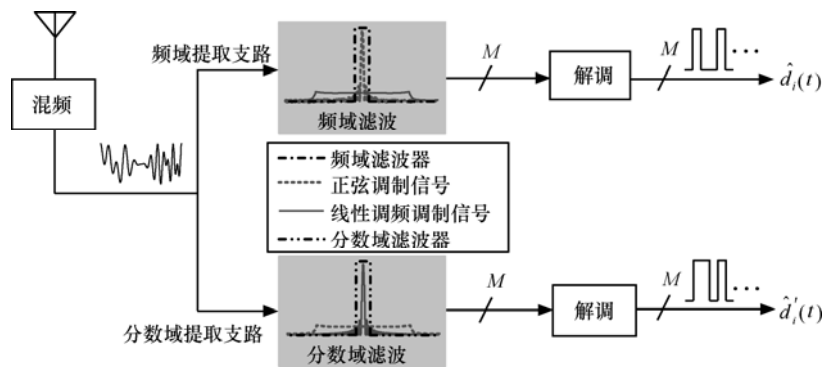 混频
频域提取支路
频域滤波
M
解调
M
...
d̂ᵢ(t)
频域滤波器
正弦调制信号
线性调频调制信号
分数域滤波器
分数域提取支路
分数域滤波
M
解调
M
...
d̂ᵢ′(t)